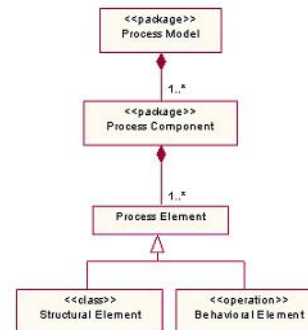 <<package>>
Process Model
1..*
<<package>>
Process Component
1..*
Process Element
<<class>>
Structural Element
<<operation>>
Behavioral Element